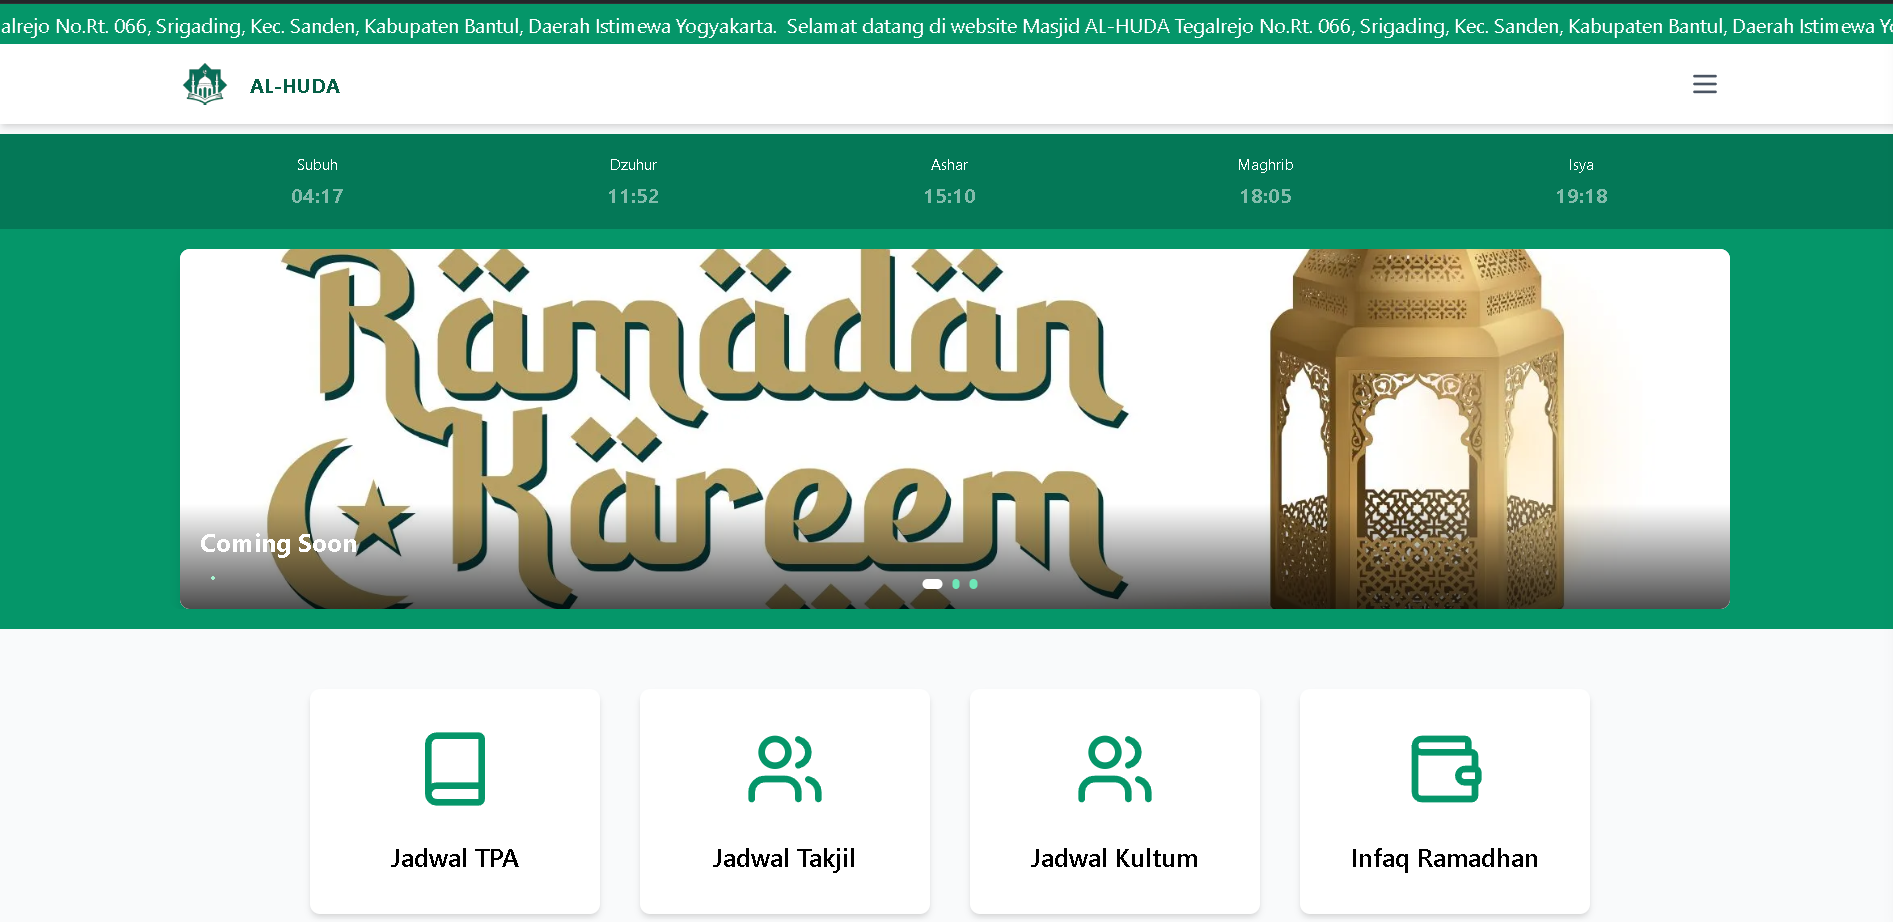 alrejo No.Rt. 066, Srigading, Kec. Sanden, Kabupaten Bantul, Daerah Istimewa Yogyakarta. Selamat datang di website Masjid AL-HUDA Tegalrejo No.Rt. 066, Srigading, Kec. Sanden, Kabupaten Bantul, Daerah Istimewa Yo
AL-HUDA
Subuh Dzuhur Ashar Maghrib Isya
04:17 11:52 15:10 18:05 19:18
Ramadan
Kareem
Coming Soon
Jadwal TPA Jadwal Takjil Jadwal Kultum Infaq Ramadhan